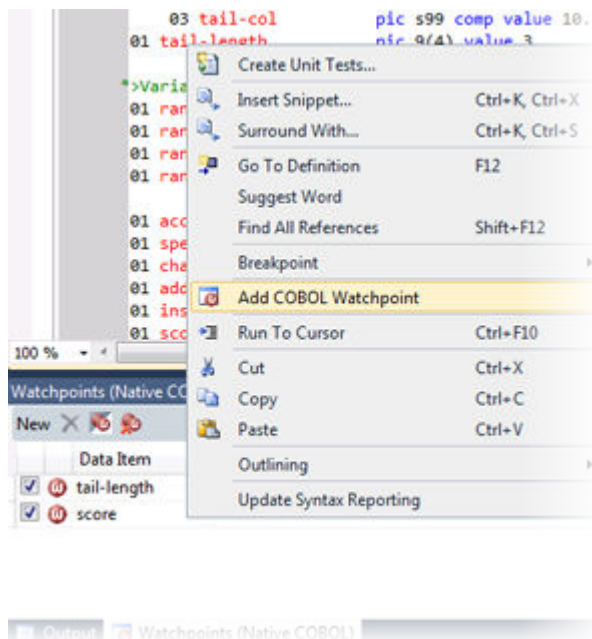 03 tail-col pic s99 comp value 10.
01 tail-length pic 9(4) value 3
Create Unit Tests...
*>Varia
01 ran Insert Snippet... Ctrl+K, Ctrl+X
01 ran Surround With... Ctrl+K, Ctrl+S
01 ran
01 ran Go To Definition F12
Suggest Word
01 acc Find All References Shift+F12
01 spe
01 cha Breakpoint
01 add Add COBOL Watchpoint
01 ins
01 sco Run To Cursor Ctrl+F10
100 %
Cut Ctrl+X
Watchpoints (Native CO
Copy Ctrl+C
New Paste Ctrl+V
Data Item Outlining
tail-length
Update Syntax Reporting
score
Output Watchpoints (Native COBOL)